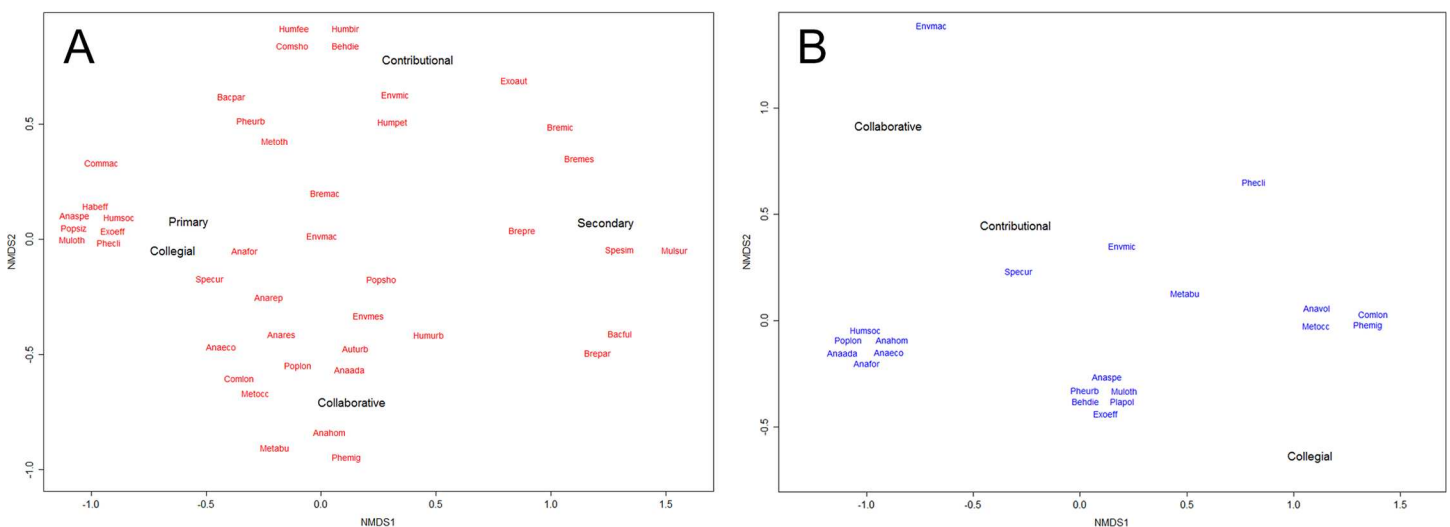 A
Humfee Humbir
Comsho Behdie
Contributional
Exoaut
Bacpar Envmic
Pheurb Humpet
Bremic
Metoth
Bremes
Commac
Bremac
Habeff
Anaspe Humsoc
Primary Secondary
Popsiz Exoeff Brepre
Muloth Phecli Envmac
Collegial Anafor Spesim Mulsur
Specur Popsho
Anarep
Envmes
Anares Humurb Bacful
Anaeco Auturb Brepar
Poplon Anaada
Comlon
Metocc
Collaborative
Anahom
Metabu
Phemig
NMDS2
0.5
0.0
-0.5
-1.0
-1.0 -0.5 0.0 0.5 1.0 1.5
NMDS1
B
Envmac
Collaborative
Phecli
Contributional
Envmic
Specur
Metabu
Anavol
Comlon
Metocc Phemig
Humsoc
Poplon Anahom
Anaada Anaeco
Anafor
Anaspe
Pheurb Muloth
Behdie Plapol
Exoeff
Collegial
NMDS2
1.0
0.5
0.0
-0.5
-1.0 -0.5 0.0 0.5 1.0 1.5
NMDS1